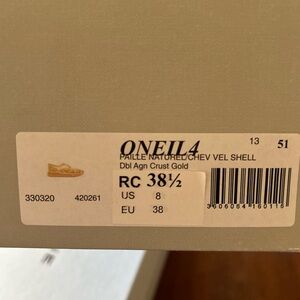 ONEIL4 13 51
PAILLE NATUREL/CHEV VEL SHELL
Dbl Agn Crust Gold
RC 38½
330320 420261 US 8
EU 38
3606064160116